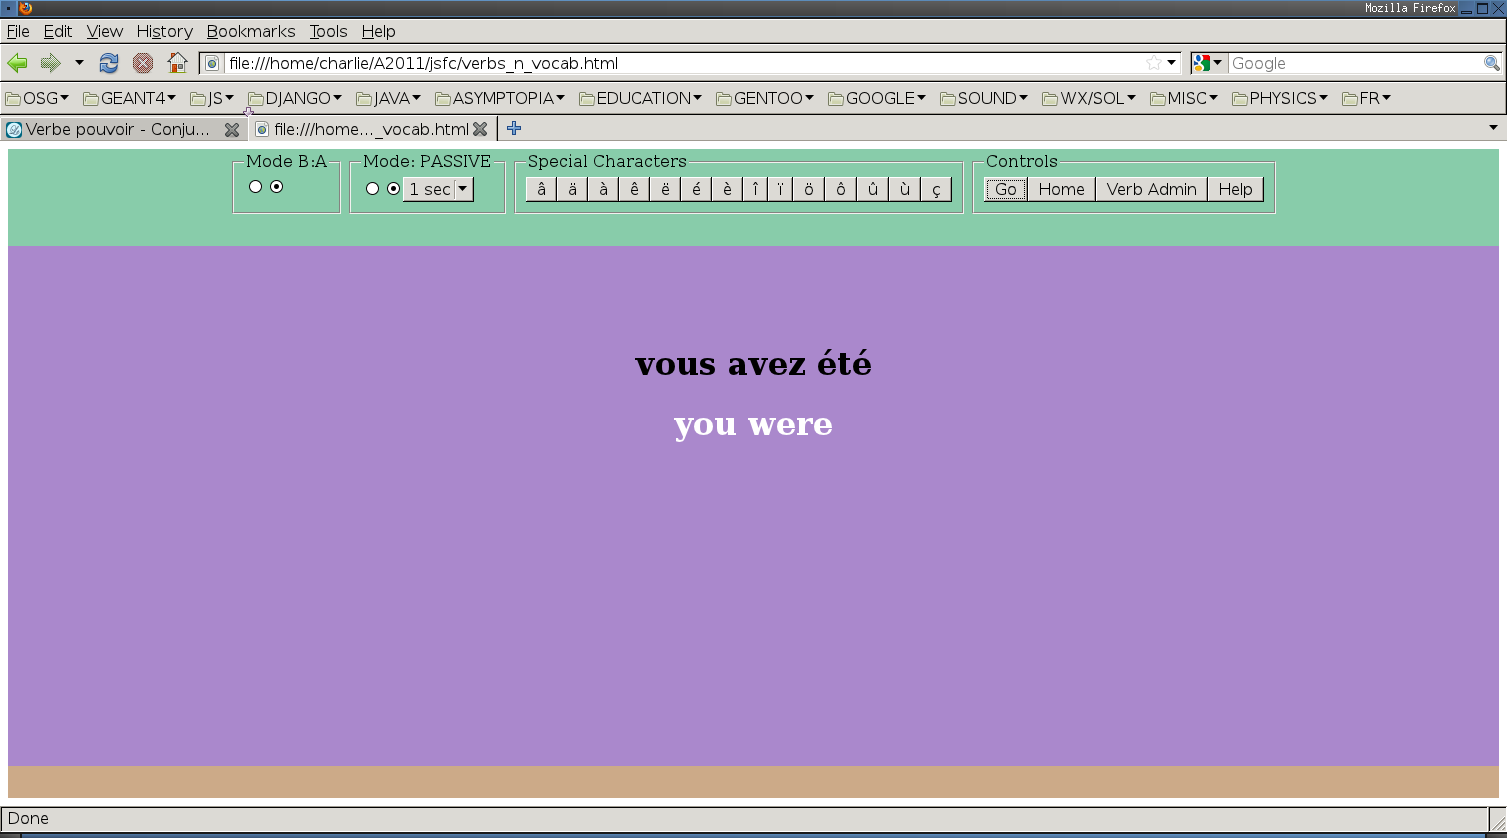 Mozilla Firefox
File Edit View History Bookmarks Tools Help
file:///home/charlie/A2011/jsfc/verbs_n_vocab.html Google
OSG GEANT4 JS DJANGO JAVA ASYMPTOPIA EDUCATION GENTOO GOOGLE SOUND WX/SOL MISC PHYSICS FR
Verbe pouvoir - Conju... file:///home..._vocab.html
Mode B:A Mode: PASSIVE Special Characters Controls
1 sec â ä à ê ë é è î ï ö ô û ù ç Go Home Verb Admin Help
vous avez été
you were
Done